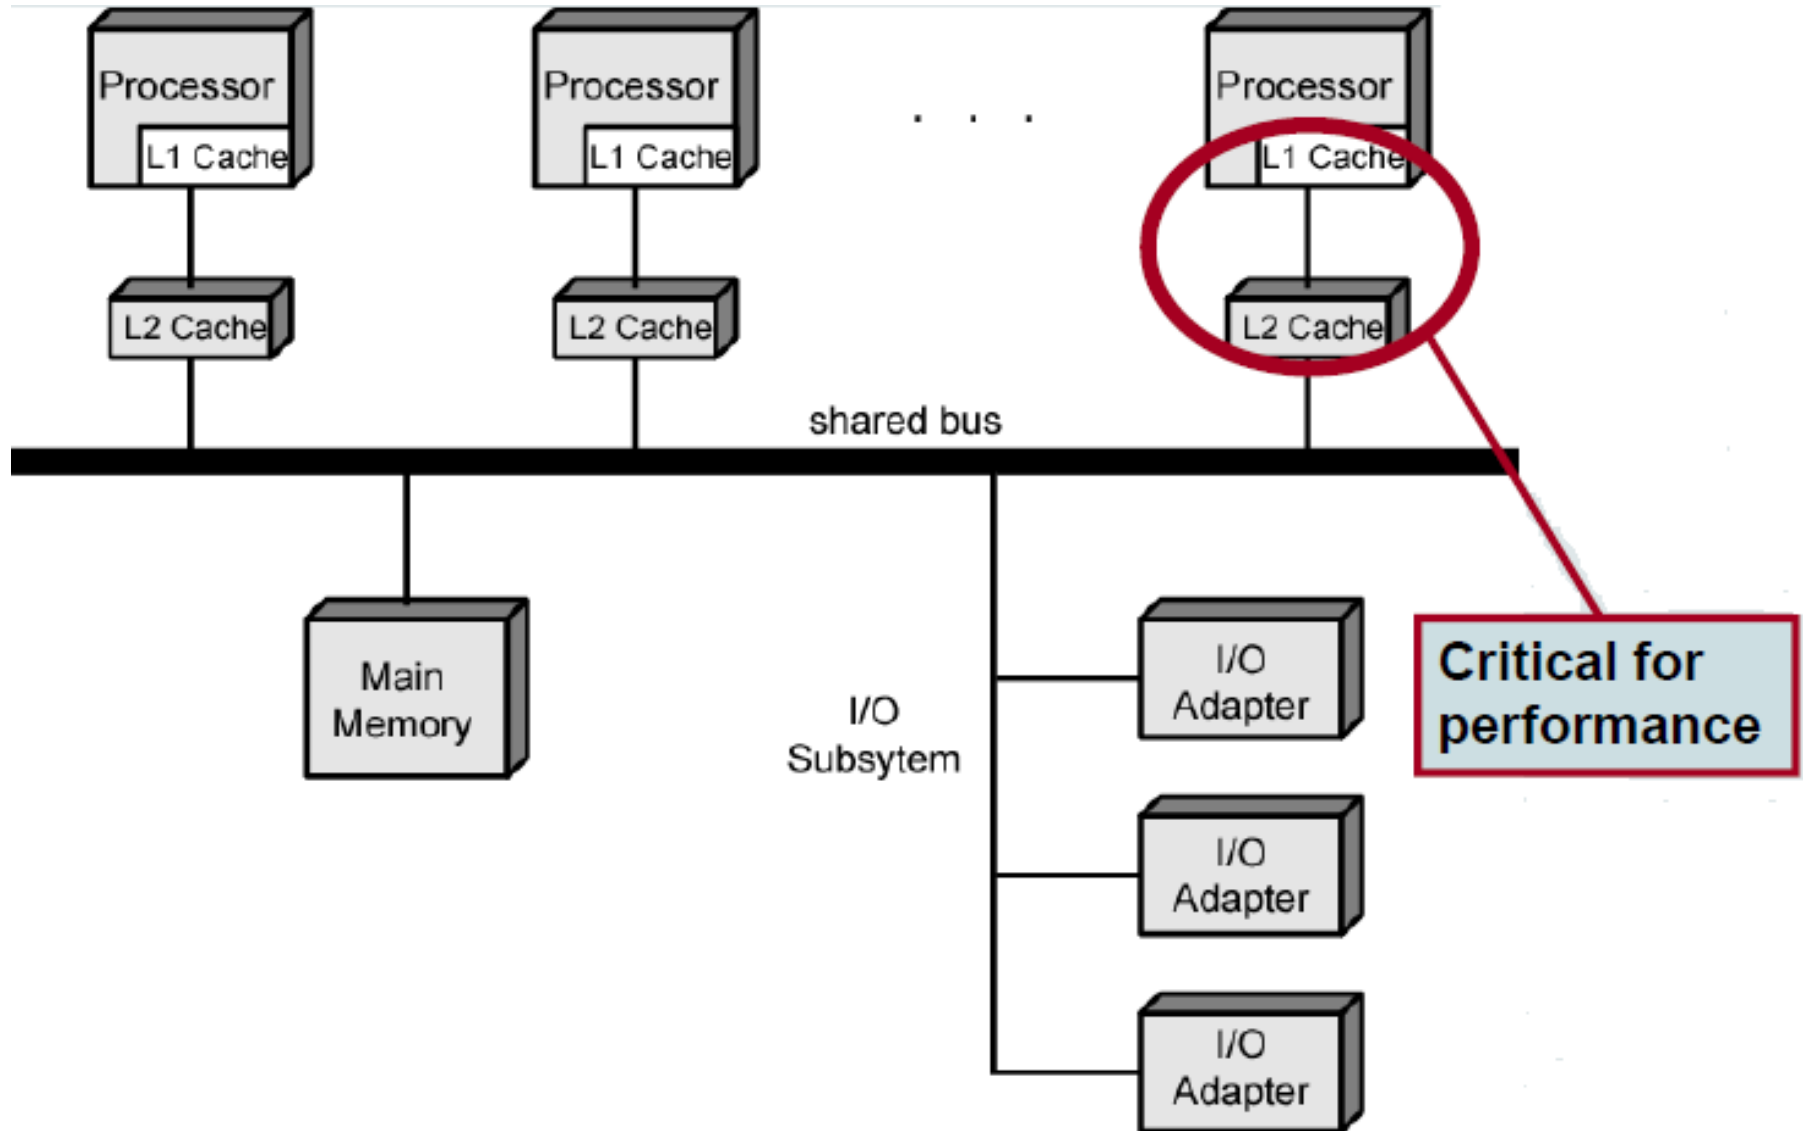 Processor
L1 Cache
Processor
L1 Cache
. . .
Processor
L1 Cache
L2 Cache
L2 Cache
L2 Cache
shared bus
Main
Memory
I/O
Subsytem
I/O
Adapter
I/O
Adapter
I/O
Adapter
Critical for
performance